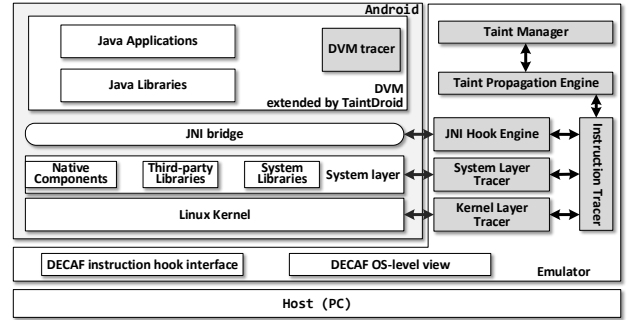 Android
Java Applications
Java Libraries
DVM tracer
DVM
extended by TaintDroid
JNI bridge
Native
Components
Third-party
Libraries
System
Libraries
System layer
Linux Kernel
Taint Manager
Taint Propagation Engine
JNI Hook Engine
System Layer
Tracer
Kernel Layer
Tracer
Instruction Tracer
DECAF instruction hook interface
DECAF OS-level view
Emulator
Host (PC)